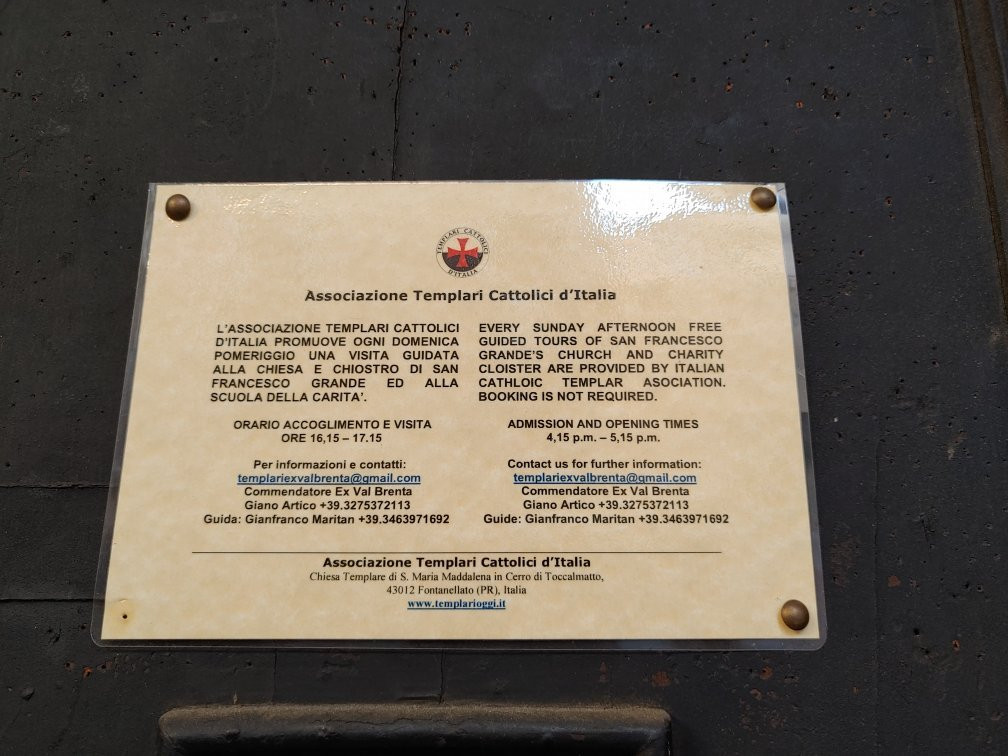 TEMPLARI CATTOLICI
D'ITALIA
Associazione Templari Cattolici d'Italia
L'ASSOCIAZIONE TEMPLARI CATTOLICI
D'ITALIA PROMUOVE OGNI DOMENICA
POMERIGGIO UNA VISITA GUIDATA
ALLA CHIESA E CHIOSTRO DI SAN
FRANCESCO GRANDE ED ALLA
SCUOLA DELLA CARITA'.
ORARIO ACCOGLIMENTO E VISITA
ORE 16,15 – 17.15
Per informazioni e contatti:
templariexvalbrenta@gmail.com
Commendatore Ex Val Brenta
Giano Artico +39.3275372113
Guida: Gianfranco Maritan +39.3463971692
EVERY SUNDAY AFTERNOON FREE
GUIDED TOURS OF SAN FRANCESCO
GRANDE'S CHURCH AND CHARITY
CLOISTER ARE PROVIDED BY ITALIAN
CATHLOIC TEMPLAR ASOCIATION.
BOOKING IS NOT REQUIRED.
ADMISSION AND OPENING TIMES
4,15 p.m. – 5,15 p.m.
Contact us for further information:
templariexvalbrenta@gmail.com
Commendatore Ex Val Brenta
Giano Artico +39.3275372113
Guide: Gianfranco Maritan +39.3463971692
Associazione Templari Cattolici d'Italia
Chiesa Templare di S. Maria Maddalena in Cerro di Toccalmatto,
43012 Fontanellato (PR), Italia
www.templarioggi.it